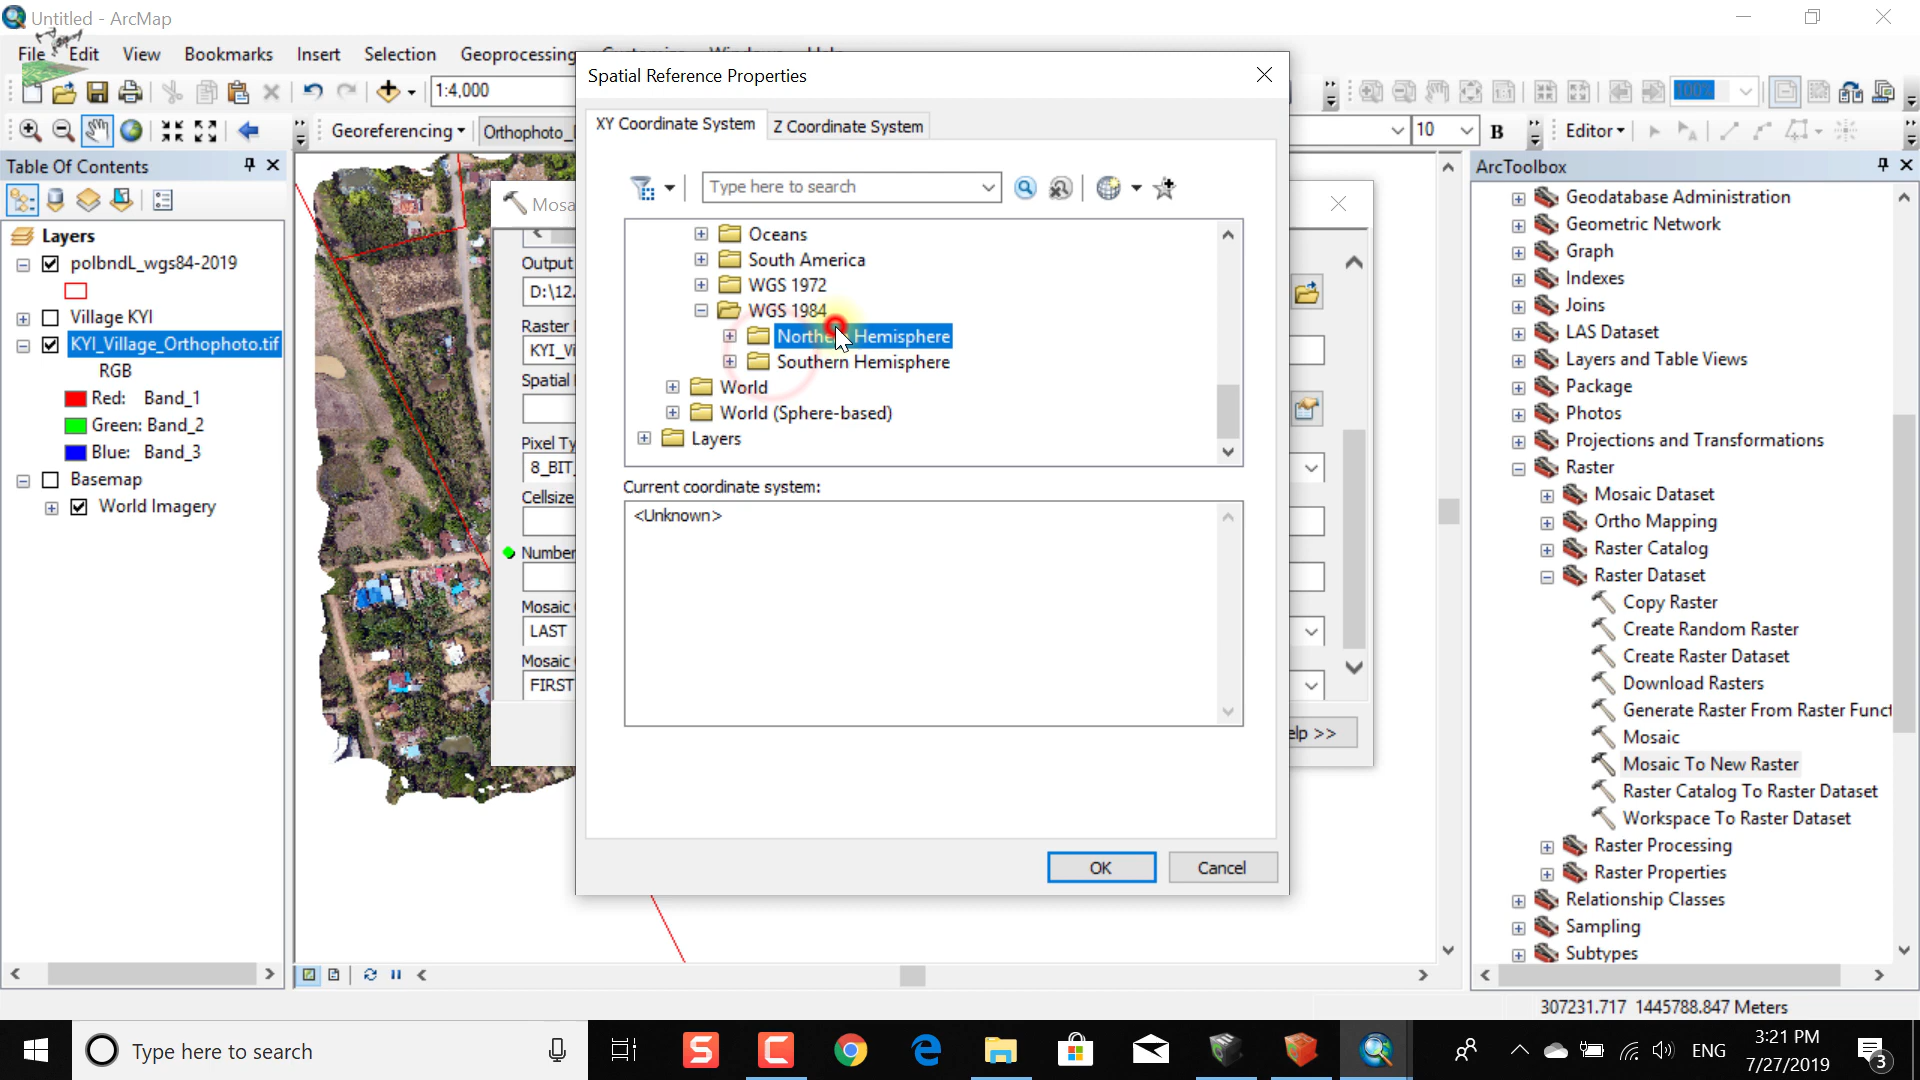 Untitled - ArcMap
File Edit View Bookmarks Insert Selection Geoprocessing
1:4,000
100%
Georeferencing
Orthophoto_
10
B
Editor
Table Of Contents
Layers
polbndL_wgs84-2019
Village KYI
KYI_Village_Orthophoto.tif
RGB
Red: Band_1
Green: Band_2
Blue: Band_3
Basemap
World Imagery
Mosa
Output
D:\12.
Raster
KYI_Vi
Spatial
Pixel Ty
8_BIT_
Cellsize
Number
Mosaic
LAST
Mosaic
FIRST
elp >>
Spatial Reference Properties
XY Coordinate System
Z Coordinate System
Type here to search
Oceans
South America
WGS 1972
WGS 1984
Northern Hemisphere
Southern Hemisphere
World
World (Sphere-based)
Layers
Current coordinate system:
<Unknown>
OK
Cancel
ArcToolbox
Geodatabase Administration
Geometric Network
Graph
Indexes
Joins
LAS Dataset
Layers and Table Views
Package
Photos
Projections and Transformations
Raster
Mosaic Dataset
Ortho Mapping
Raster Catalog
Raster Dataset
Copy Raster
Create Random Raster
Create Raster Dataset
Download Rasters
Generate Raster From Raster Funct
Mosaic
Mosaic To New Raster
Raster Catalog To Raster Dataset
Workspace To Raster Dataset
Raster Processing
Raster Properties
Relationship Classes
Sampling
Subtypes
307231.717 1445788.847 Meters
Type here to search
ENG
3:21 PM
7/27/2019
3